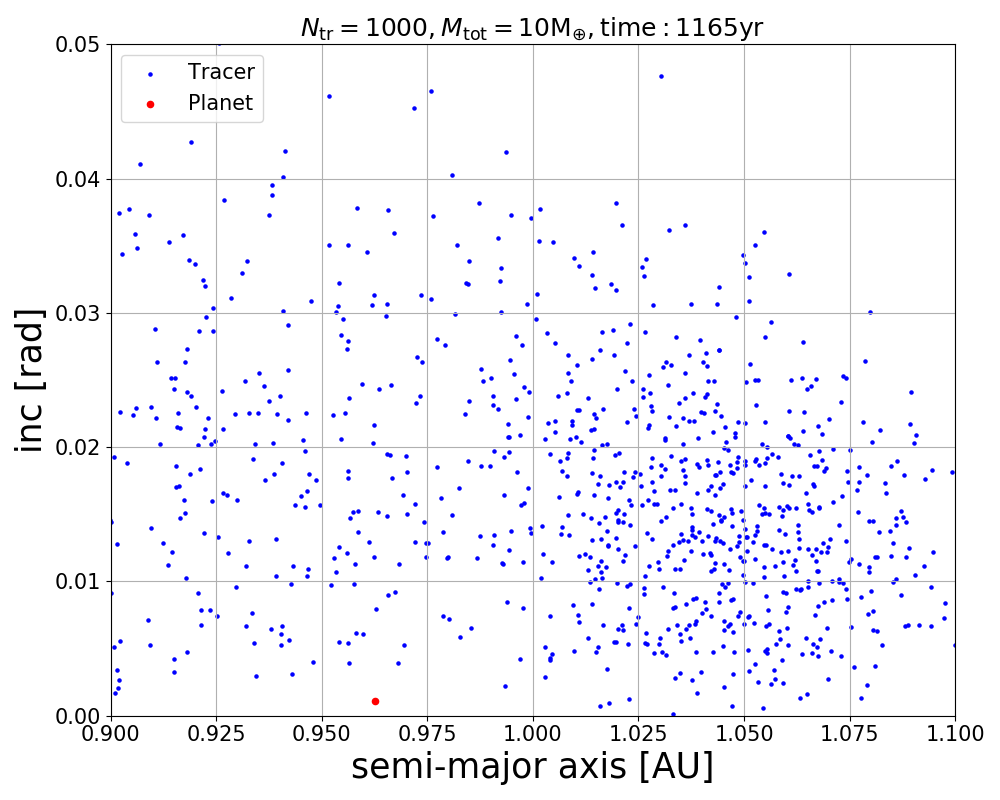 N_tr = 1000, M_tot = 10M_⊕, time : 1165yr
Tracer
Planet
0.05
0.04
0.03
0.02
0.01
0.00
inc [rad]
0.900 0.925 0.950 0.975 1.000 1.025 1.050 1.075 1.100
semi-major axis [AU]